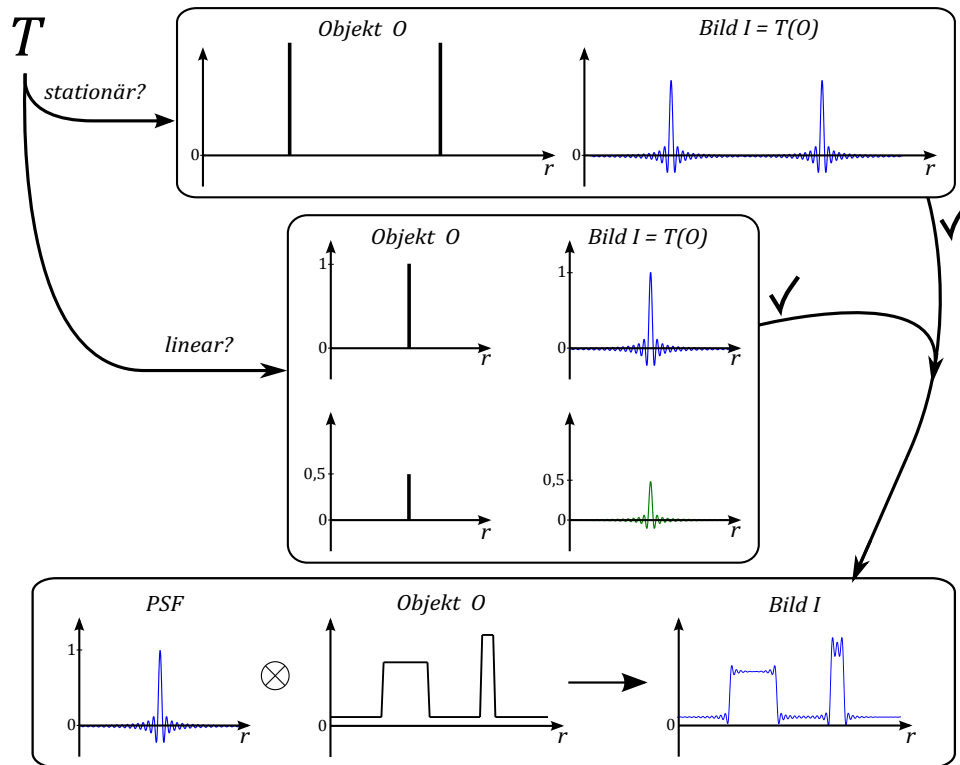 T
stationär?
Objekt O
Bild I = T(O)
0
r
0
r
linear?
Objekt O
Bild I = T(O)
1
0
r
1
0
r
0,5
0
r
0,5
0
r
PSF
Objekt O
Bild I
1
0
r
0
r
0
r